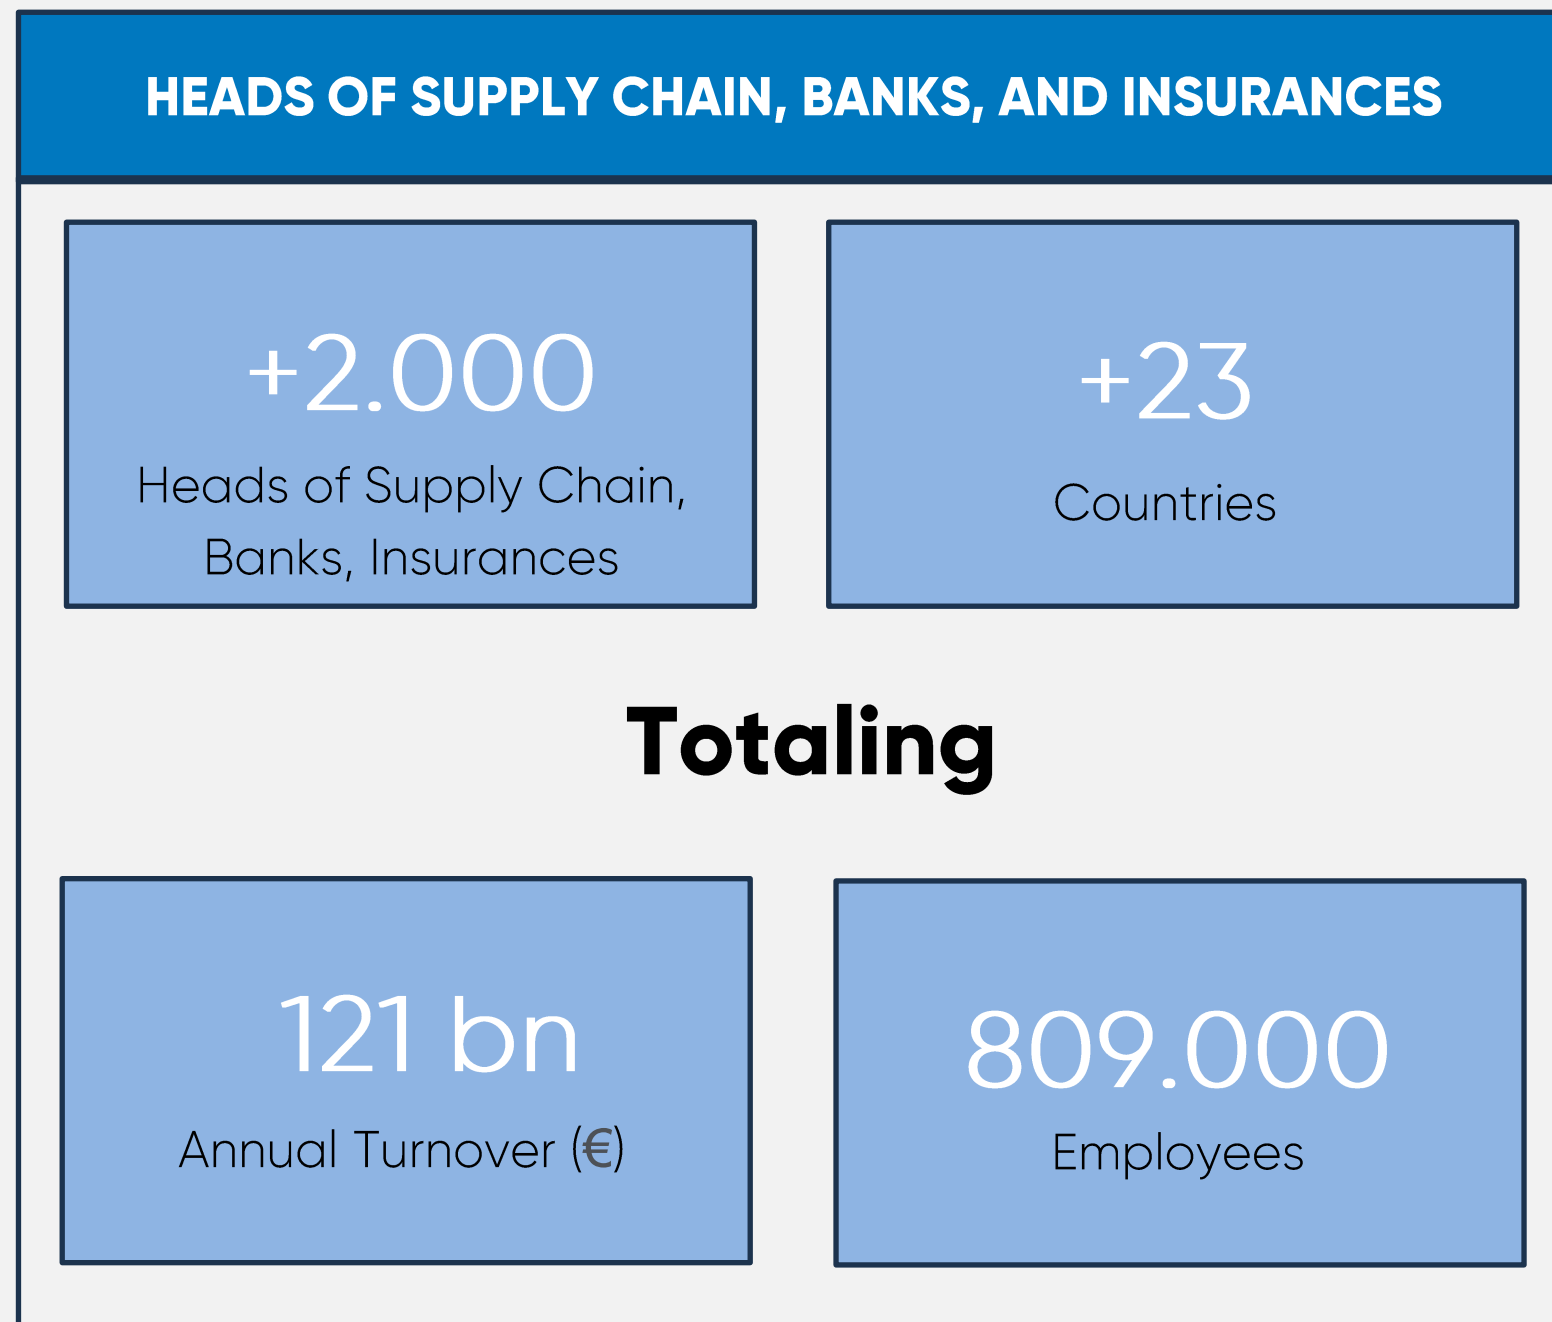 HEADS OF SUPPLY CHAIN, BANKS, AND INSURANCES
+2.000
Heads of Supply Chain,
Banks, Insurances
+23
Countries
Totaling
121 bn
Annual Turnover (€)
809.000
Employees